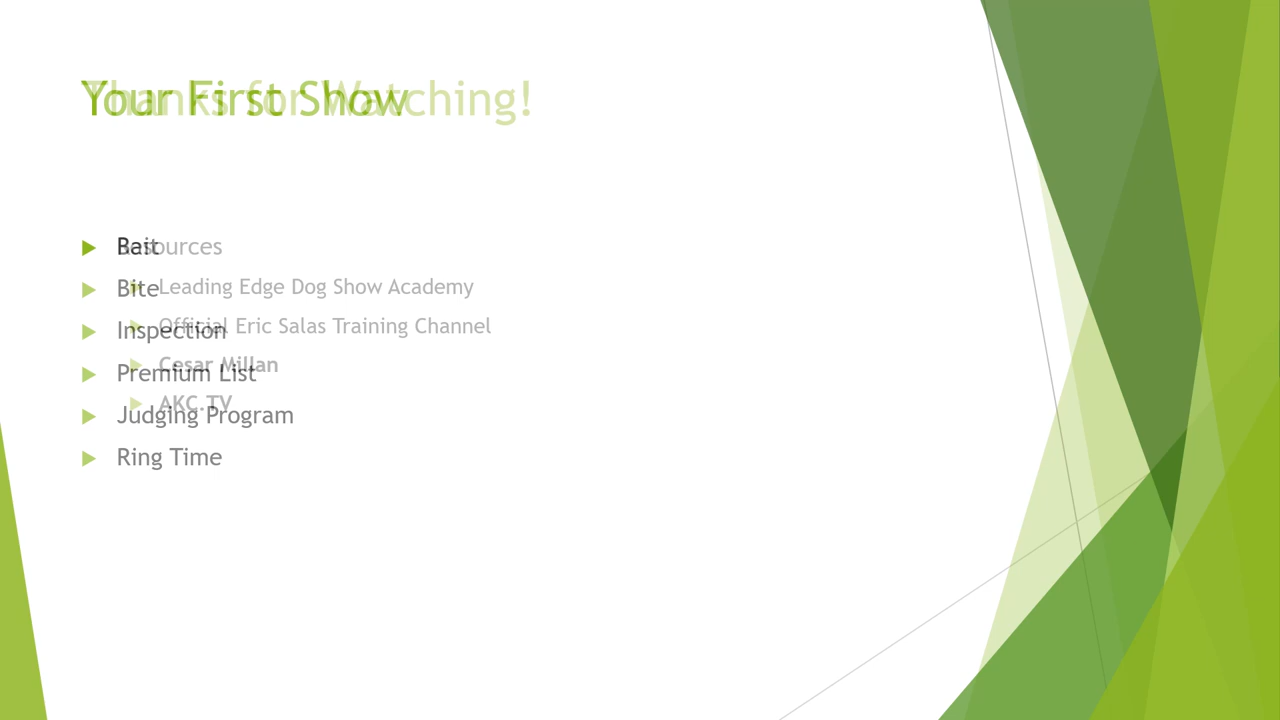 Your First Show
Thanks for Watching!
Bait
Resources
Bite
Leading Edge Dog Show Academy
Official Eric Salas Training Channel
Inspection
Cesar Millan
Premium List
AKC.TV
Judging Program
Ring Time